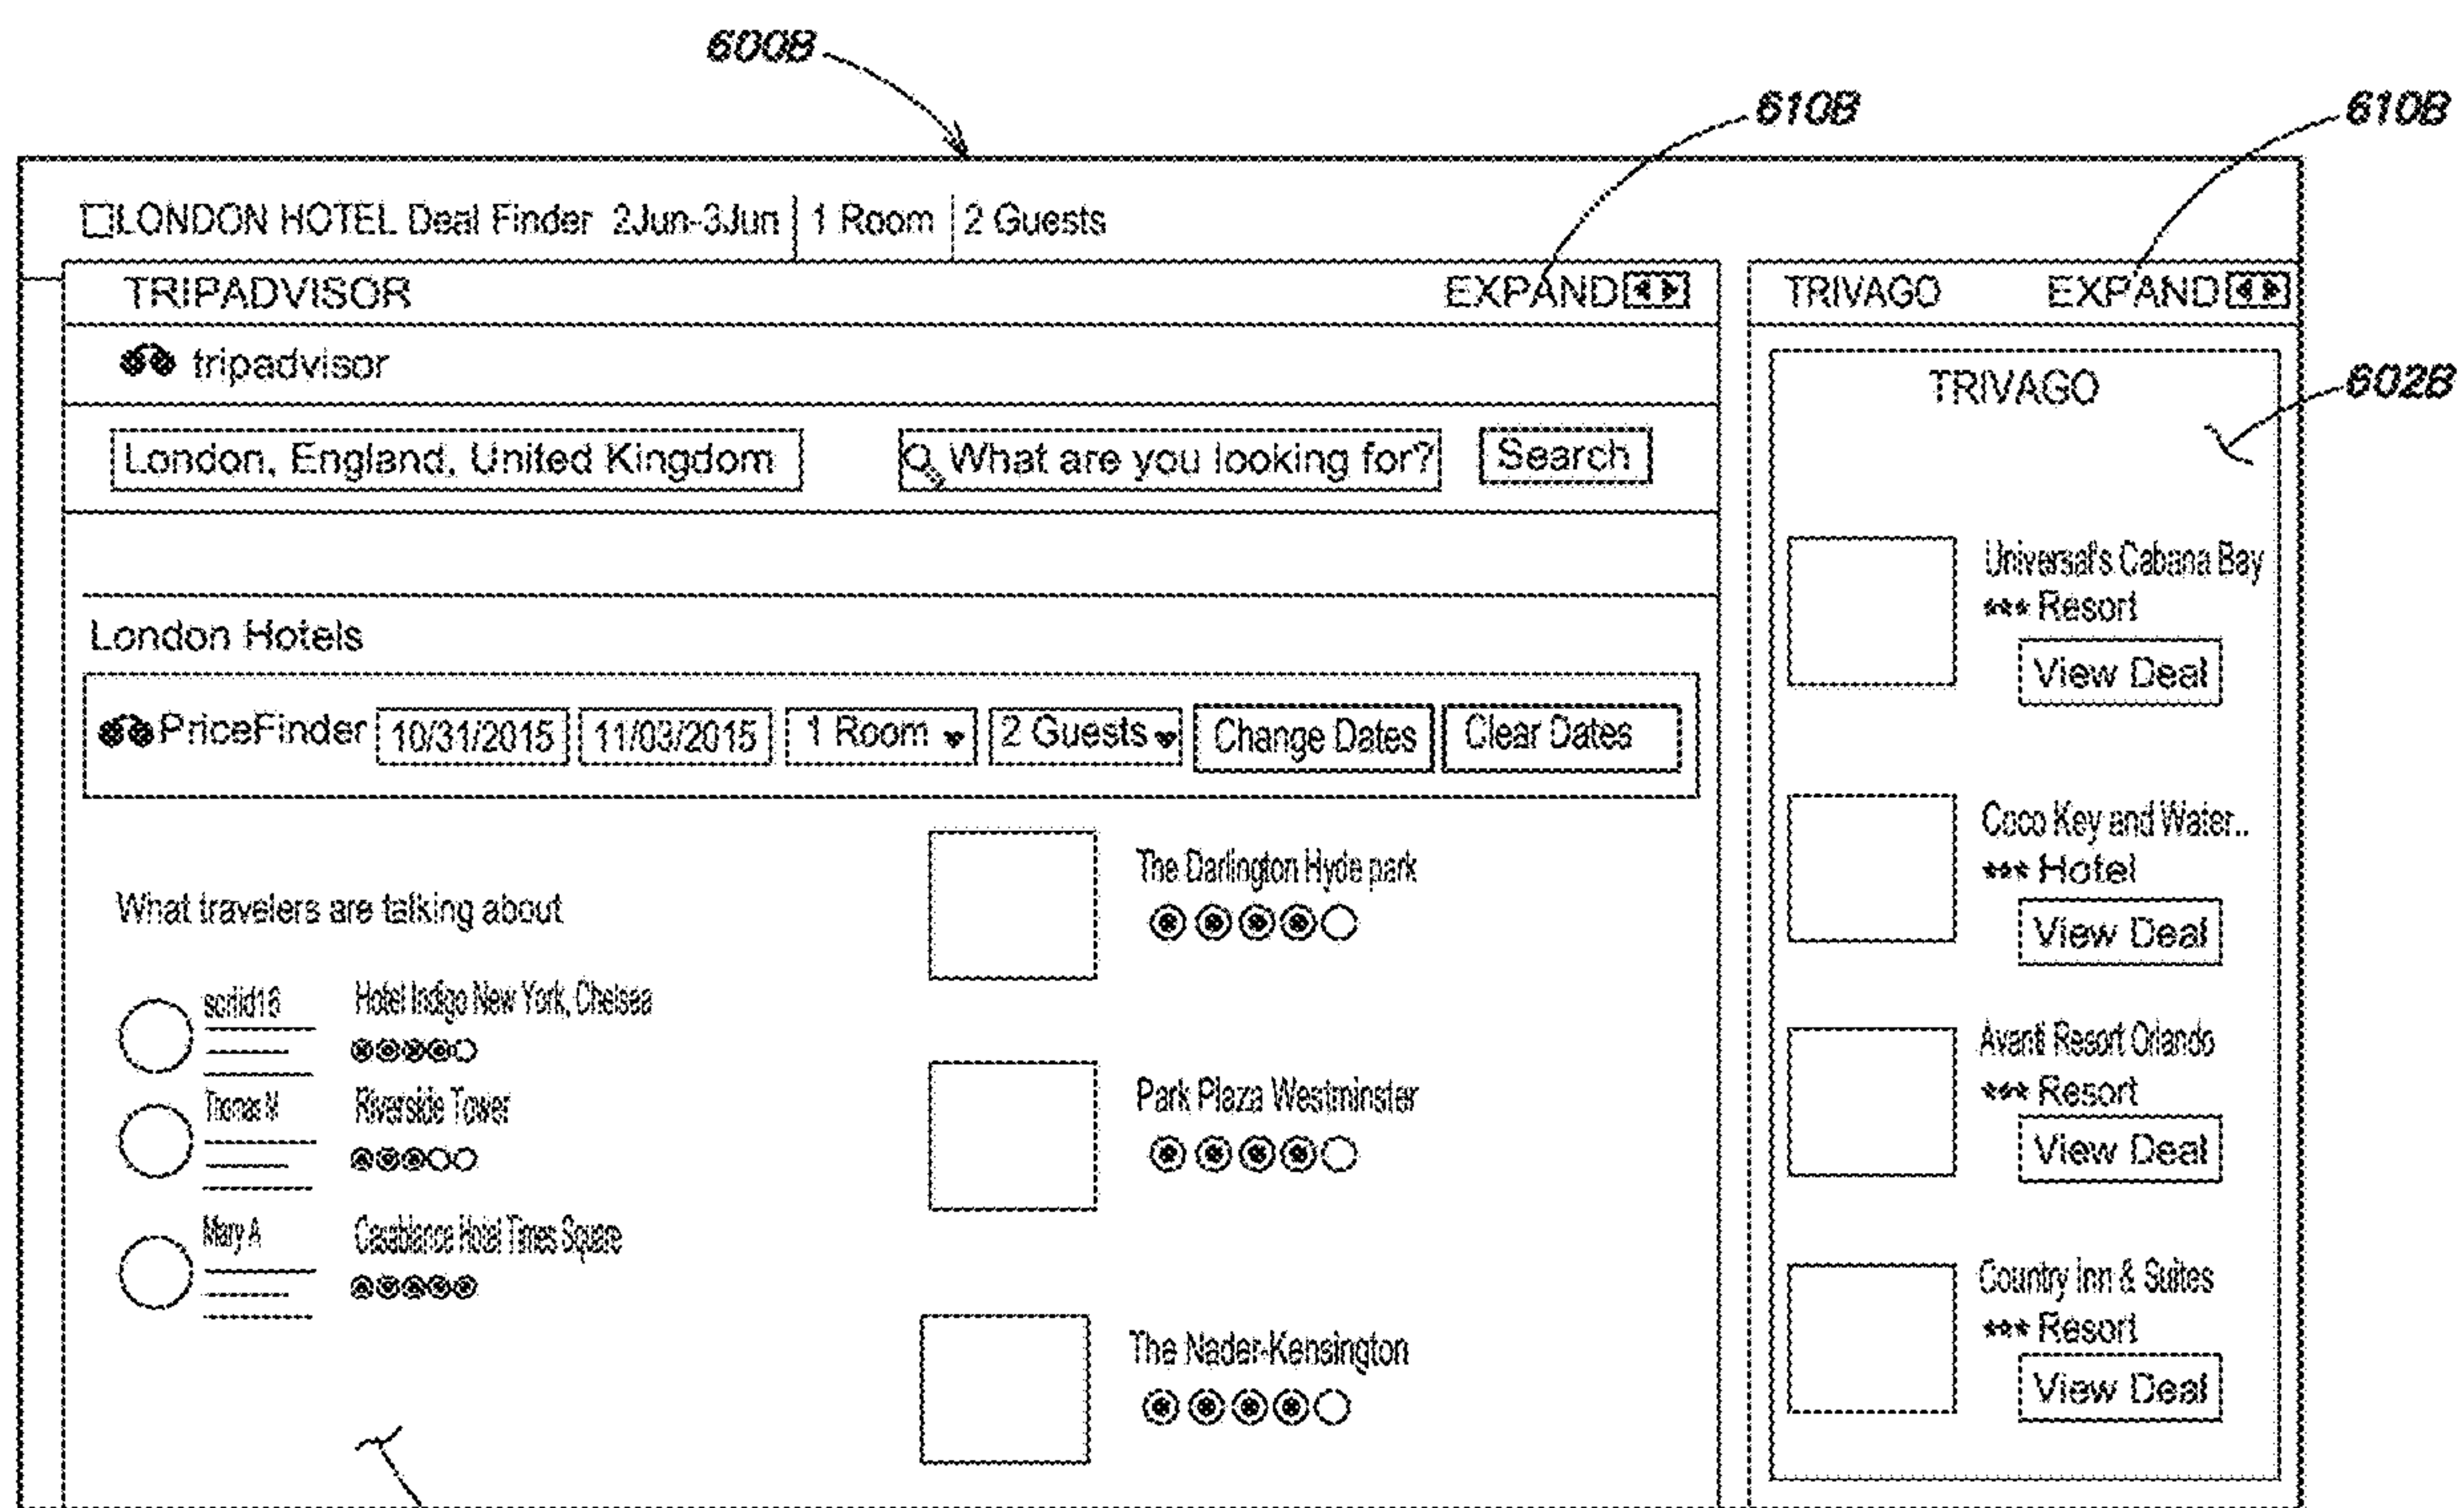 600B
610B
610B
LONDON HOTEL Deal Finder 2Jun-3Jun 1 Room 2 Guests
TRIPADVISOR EXPAND
tripadvisor
London, England, United Kingdom What are you looking for? Search
London Hotels
PriceFinder 10/31/2015 11/03/2015 1 Room 2 Guests Change Dates Clear Dates
What travelers are talking about
Hotel Indigo New York, Chelsea
Thomas M Riverside Tower
Mary A Casablance Hotel Times Square
The Darlington Hyde park
Park Plaza Westminster
The Nader-Kensington
TRIVAGO EXPAND
TRIVAGO
602B
Universal's Cabana Bay
*** Resort
View Deal
Coco Key and Water..
*** Hotel
View Deal
Avanti Resort Orlando
*** Resort
View Deal
Country Inn & Suites
*** Resort
View Deal